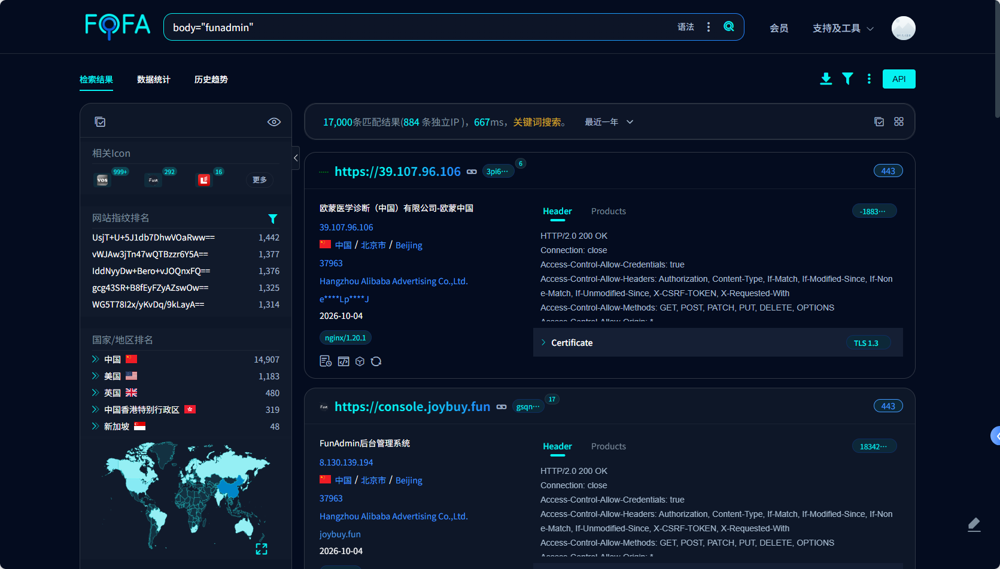 FOFA
body="funadmin"
语法
会员
支持及工具
检索结果
数据统计
历史趋势
API
相关Icon
vos
999+
Fun
292
16
更多
网站指纹排名
UsjT+U+5J1db7DhwVOaRww==
1,442
vWJAw3jTn47wQTBzzr6Y5A==
1,377
IddNyyDw+Bero+vJOQnxFQ==
1,376
gcg43SR+B8fEyFZyAZswOw==
1,325
WG5T78I2x/yKvDq/9kLayA==
1,314
国家/地区排名
中国
14,907
美国
1,183
英国
480
中国香港特别行政区
319
新加坡
48
17,000条匹配结果(884 条独立IP )，667ms，关键词搜索。
最近一年
https://39.107.96.106
3pi6···
6
443
欧蒙医学诊断（中国）有限公司-欧蒙中国
39.107.96.106
中国 / 北京市 / Beijing
37963
Hangzhou Alibaba Advertising Co.,Ltd.
e****Lp****J
2026-10-04
nginx/1.20.1
Header
Products
-1883···
HTTP/2.0 200 OK
Connection: close
Access-Control-Allow-Credentials: true
Access-Control-Allow-Headers: Authorization, Content-Type, If-Match, If-Modified-Since, If-Non
e-Match, If-Unmodified-Since, X-CSRF-TOKEN, X-Requested-With
Access-Control-Allow-Methods: GET, POST, PATCH, PUT, DELETE, OPTIONS
Access-Control-Allow-Origin: *
Certificate
TLS 1.3
Fun
https://console.joybuy.fun
gsqn···
17
443
FunAdmin后台管理系统
8.130.139.194
中国 / 北京市 / Beijing
37963
Hangzhou Alibaba Advertising Co.,Ltd.
joybuy.fun
2026-10-04
Header
Products
18342···
HTTP/2.0 200 OK
Connection: close
Access-Control-Allow-Credentials: true
Access-Control-Allow-Headers: Authorization, Content-Type, If-Match, If-Modified-Since, If-Non
e-Match, If-Unmodified-Since, X-CSRF-TOKEN, X-Requested-With
Access-Control-Allow-Methods: GET, POST, PATCH, PUT, DELETE, OPTIONS
Access-Control-Allow-Origin: *